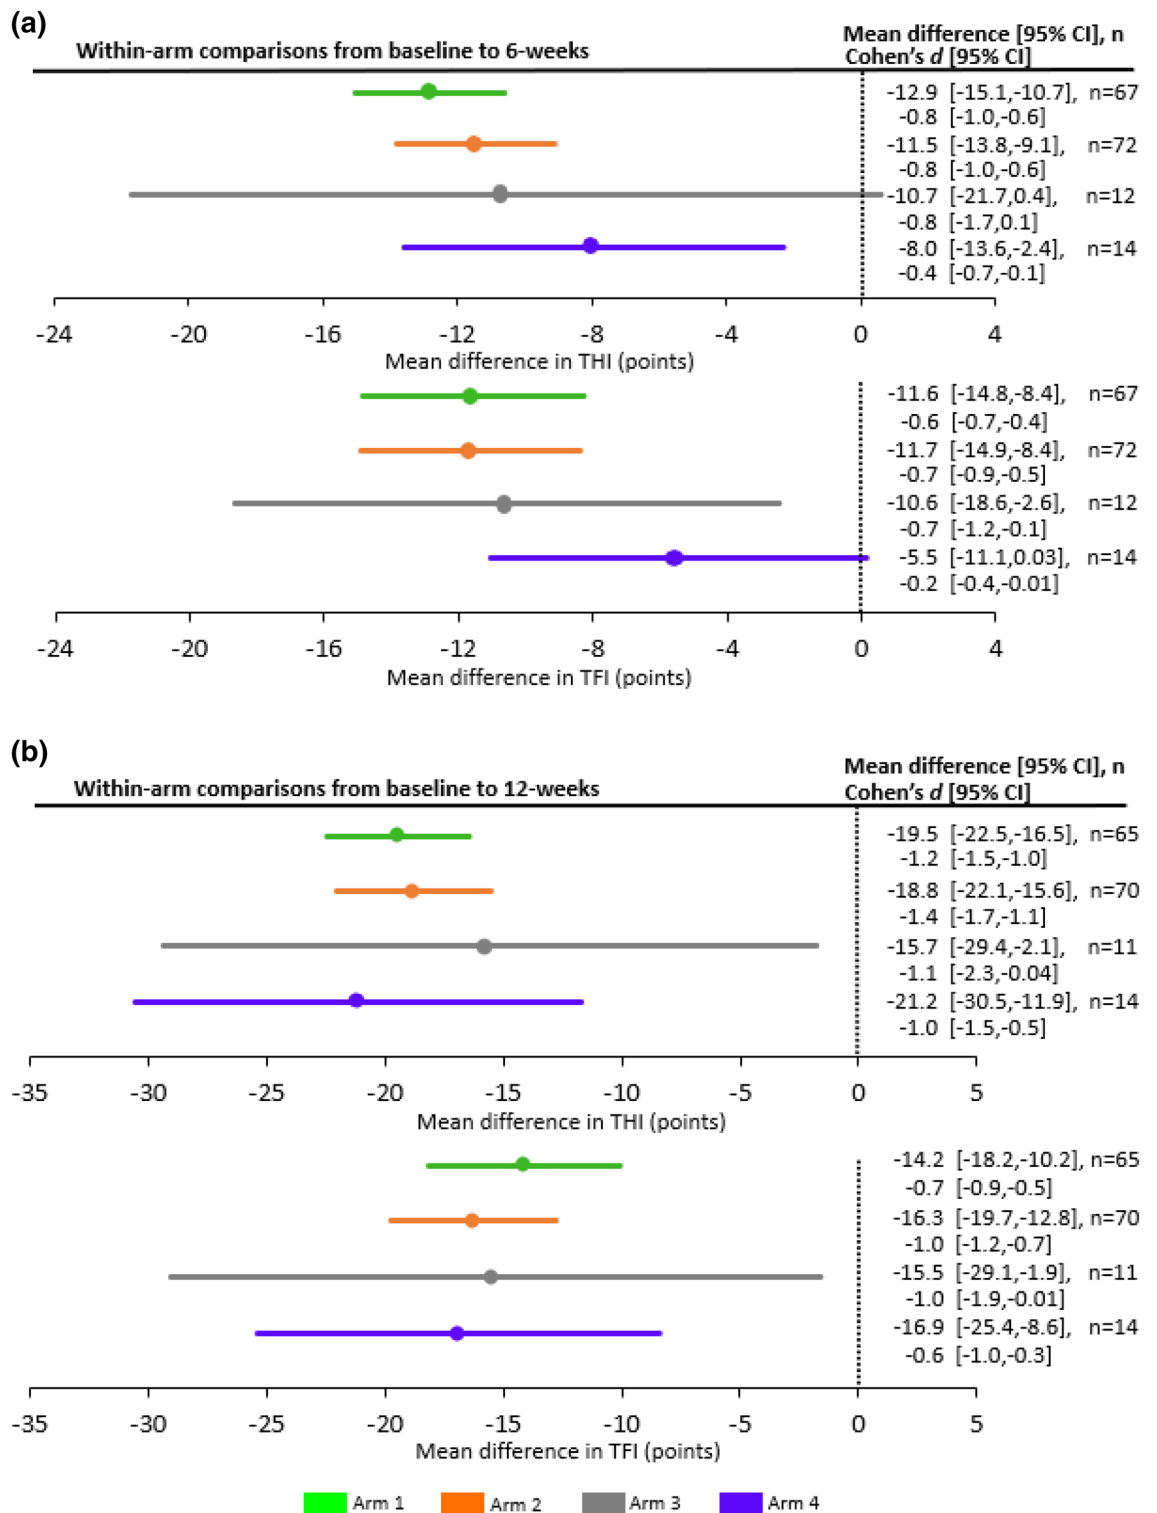 (a)
Within-arm comparisons from baseline to 6-weeks
Mean difference [95% CI], n
Cohen's d [95% CI]
-12.9 [-15.1,-10.7], n=67
-0.8 [-1.0,-0.6]
-11.5 [-13.8,-9.1], n=72
-0.8 [-1.0,-0.6]
-10.7 [-21.7,0.4], n=12
-0.8 [-1.7,0.1]
-8.0 [-13.6,-2.4], n=14
-0.4 [-0.7,-0.1]
-24 -20 -16 -12 -8 -4 0 4
Mean difference in THI (points)
-11.6 [-14.8,-8.4], n=67
-0.6 [-0.7,-0.4]
-11.7 [-14.9,-8.4], n=72
-0.7 [-0.9,-0.5]
-10.6 [-18.6,-2.6], n=12
-0.7 [-1.2,-0.1]
-5.5 [-11.1,0.03], n=14
-0.2 [-0.4,-0.01]
-24 -20 -16 -12 -8 -4 0 4
Mean difference in TFI (points)
(b)
Within-arm comparisons from baseline to 12-weeks
Mean difference [95% CI], n
Cohen's d [95% CI]
-19.5 [-22.5,-16.5], n=65
-1.2 [-1.5,-1.0]
-18.8 [-22.1,-15.6], n=70
-1.4 [-1.7,-1.1]
-15.7 [-29.4,-2.1], n=11
-1.1 [-2.3,-0.04]
-21.2 [-30.5,-11.9], n=14
-1.0 [-1.5,-0.5]
-35 -30 -25 -20 -15 -10 -5 0 5
Mean difference in THI (points)
-14.2 [-18.2,-10.2], n=65
-0.7 [-0.9,-0.5]
-16.3 [-19.7,-12.8], n=70
-1.0 [-1.2,-0.7]
-15.5 [-29.1,-1.9], n=11
-1.0 [-1.9,-0.01]
-16.9 [-25.4,-8.6], n=14
-0.6 [-1.0,-0.3]
-35 -30 -25 -20 -15 -10 -5 0 5
Mean difference in TFI (points)
Arm 1 Arm 2 Arm 3 Arm 4